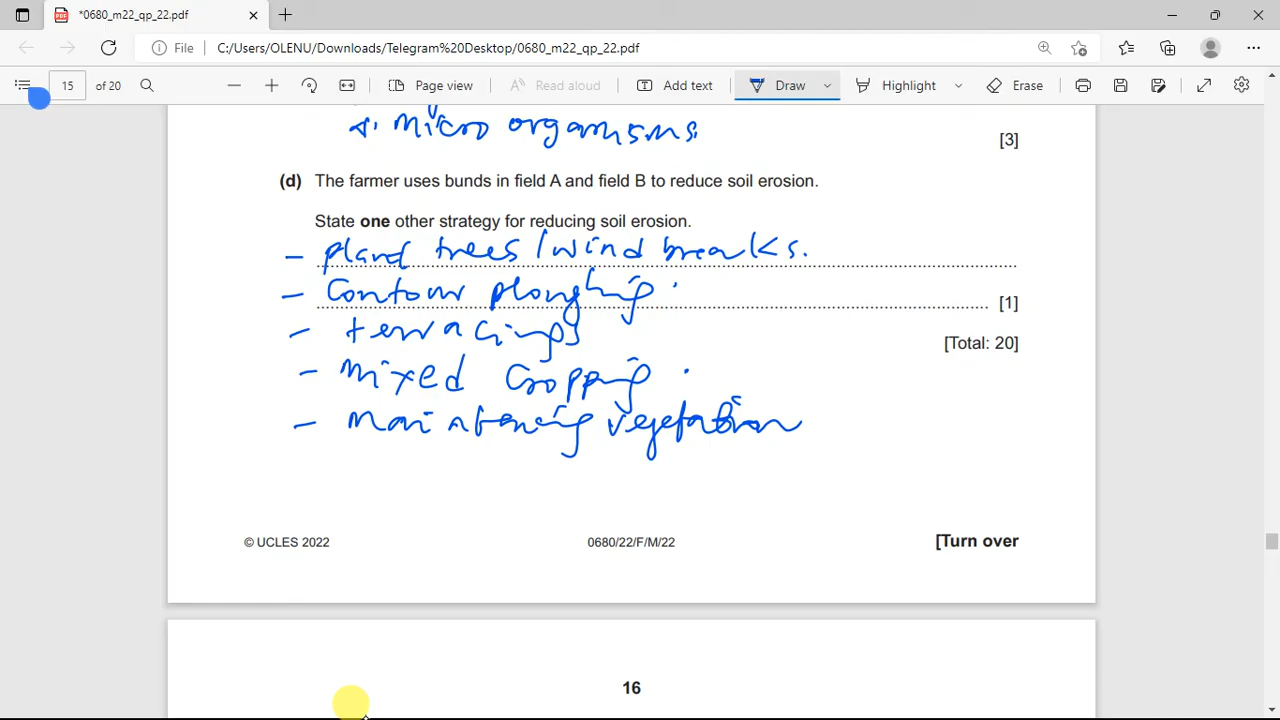 *0680_m22_qp_22.pdf
File C:/Users/OLENU/Downloads/Telegram%20Desktop/0680_m22_qp_22.pdf
15 of 20 Page view Read aloud Add text Draw Highlight Erase
4. Micro organisms
[3]
(d) The farmer uses bunds in field A and field B to reduce soil erosion.
State one other strategy for reducing soil erosion.
- Plant trees / wind breaks.
- Contour ploughing.
[1]
- terracings
[Total: 20]
- Mixed Cropping.
- Maintaining vegetation
© UCLES 2022 0680/22/F/M/22 [Turn over
16